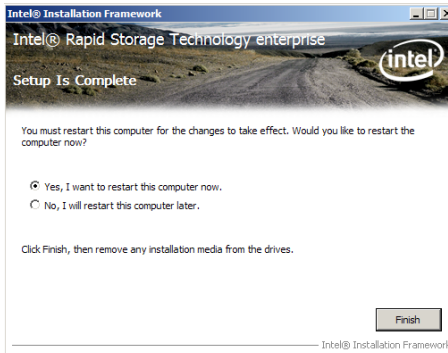 Intel® Installation Framework
Intel® Rapid Storage Technology enterprise
intel
Setup Is Complete
You must restart this computer for the changes to take effect. Would you like to restart the
computer now?
Yes, I want to restart this computer now.
No, I will restart this computer later.
Click Finish, then remove any installation media from the drives.
Finish
Intel® Installation Framework